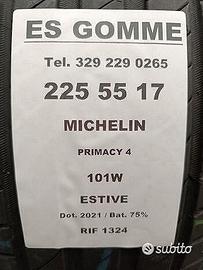 ES GOMME
Tel. 329 229 0265
225 55 17
MICHELIN
PRIMACY 4
101W
ESTIVE
Dot. 2021 / Bat. 75%
RIF 1324
subito